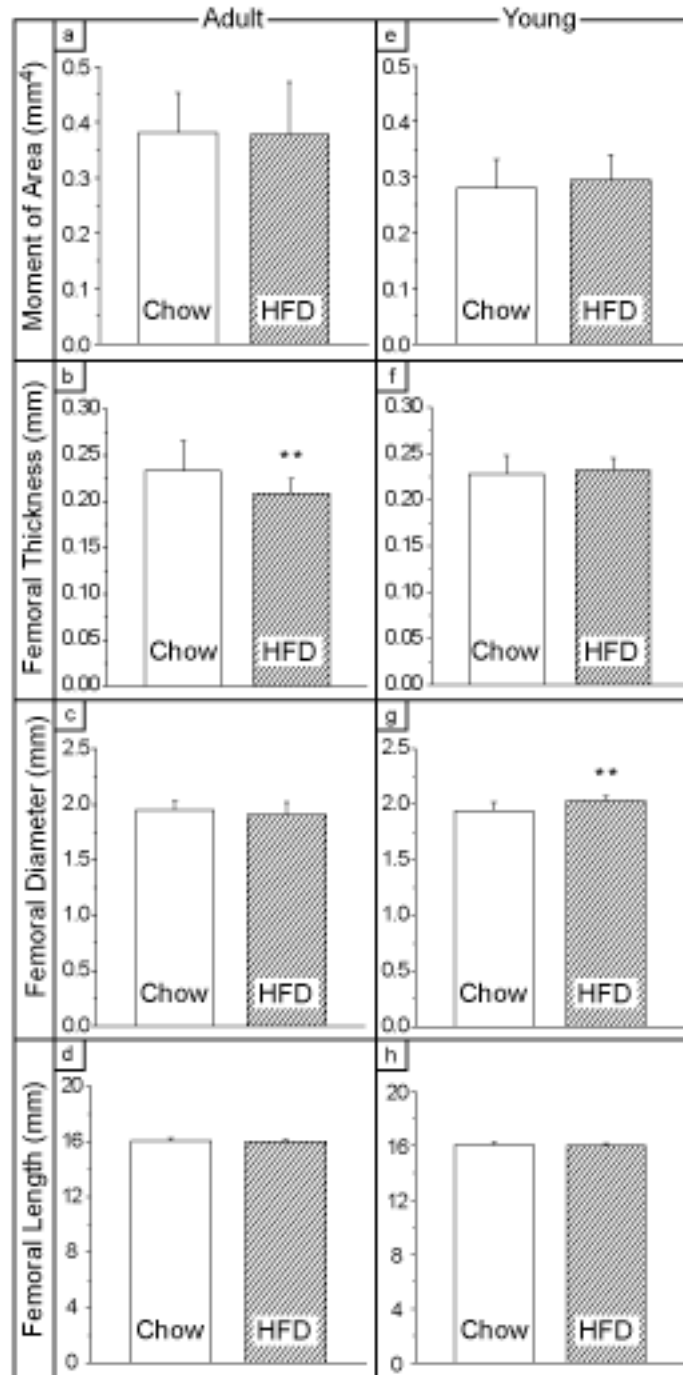 Adult
Young
Moment of Area (mm⁴)
a
0.5
0.4
0.3
0.2
0.1
0.0
Chow
HFD
e
0.5
0.4
0.3
0.2
0.1
0.0
Chow
HFD
Femoral Thickness (mm)
b
0.30
0.25
0.20
0.15
0.10
0.05
0.00
**
Chow
HFD
f
0.30
0.25
0.20
0.15
0.10
0.05
0.00
Chow
HFD
Femoral Diameter (mm)
c
2.5
2.0
1.5
1.0
0.5
0.0
Chow
HFD
g
2.5
2.0
1.5
1.0
0.5
0.0
**
Chow
HFD
Femoral Length (mm)
d
20
16
12
8
4
0
Chow
HFD
h
20
16
12
8
4
0
Chow
HFD